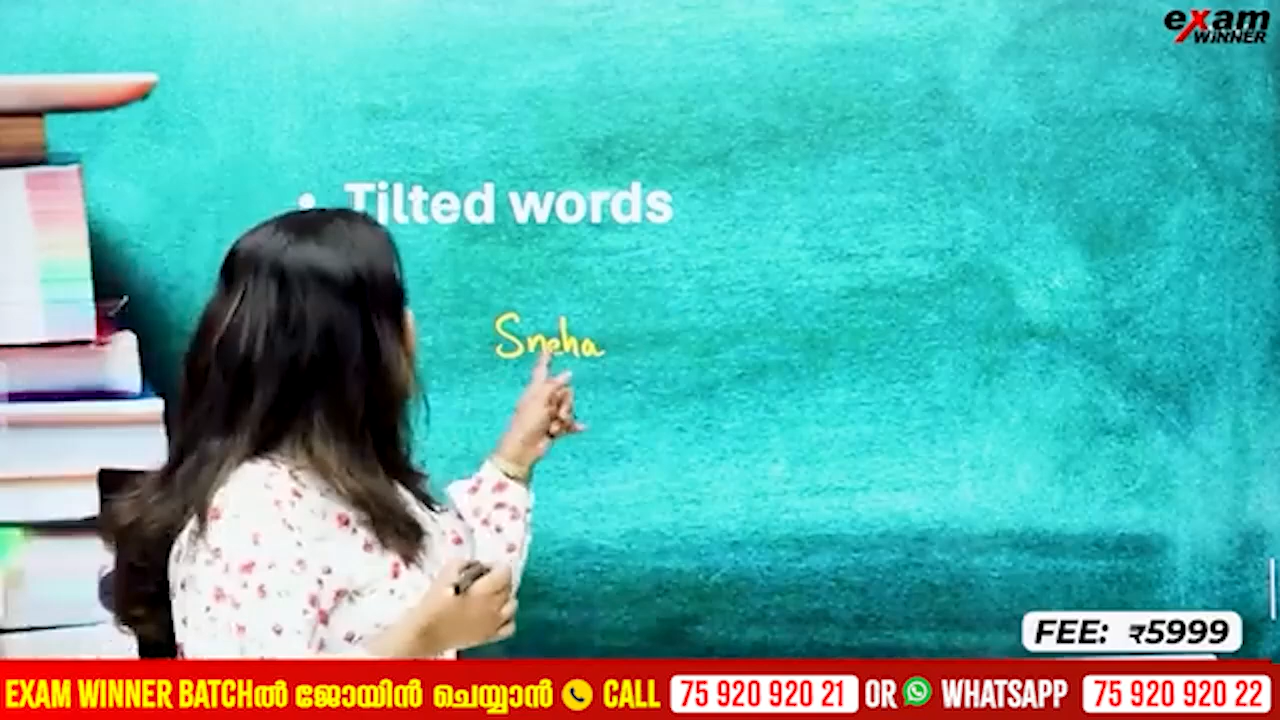 exam
WINNER
• Tilted words
Sneha
FEE: ₹5999
EXAM WINNER BATCHൽ ജോയിൻ ചെയ്യാൻ CALL 75 920 920 21 OR WHATSAPP 75 920 920 22